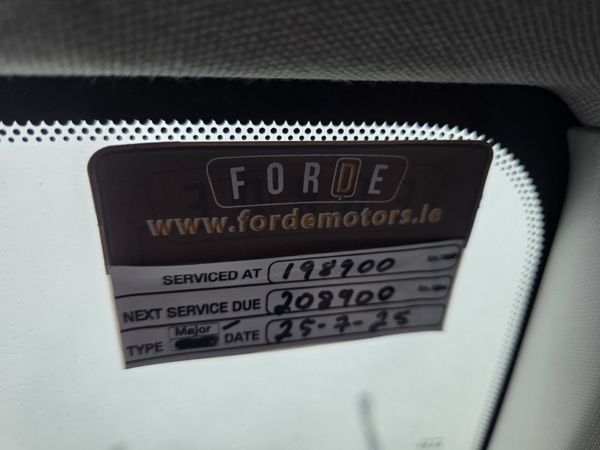 FORDE
www.fordemotors.ie
SERVICED AT 198900
NEXT SERVICE DUE 208900
TYPE Major DATE 25-7-25